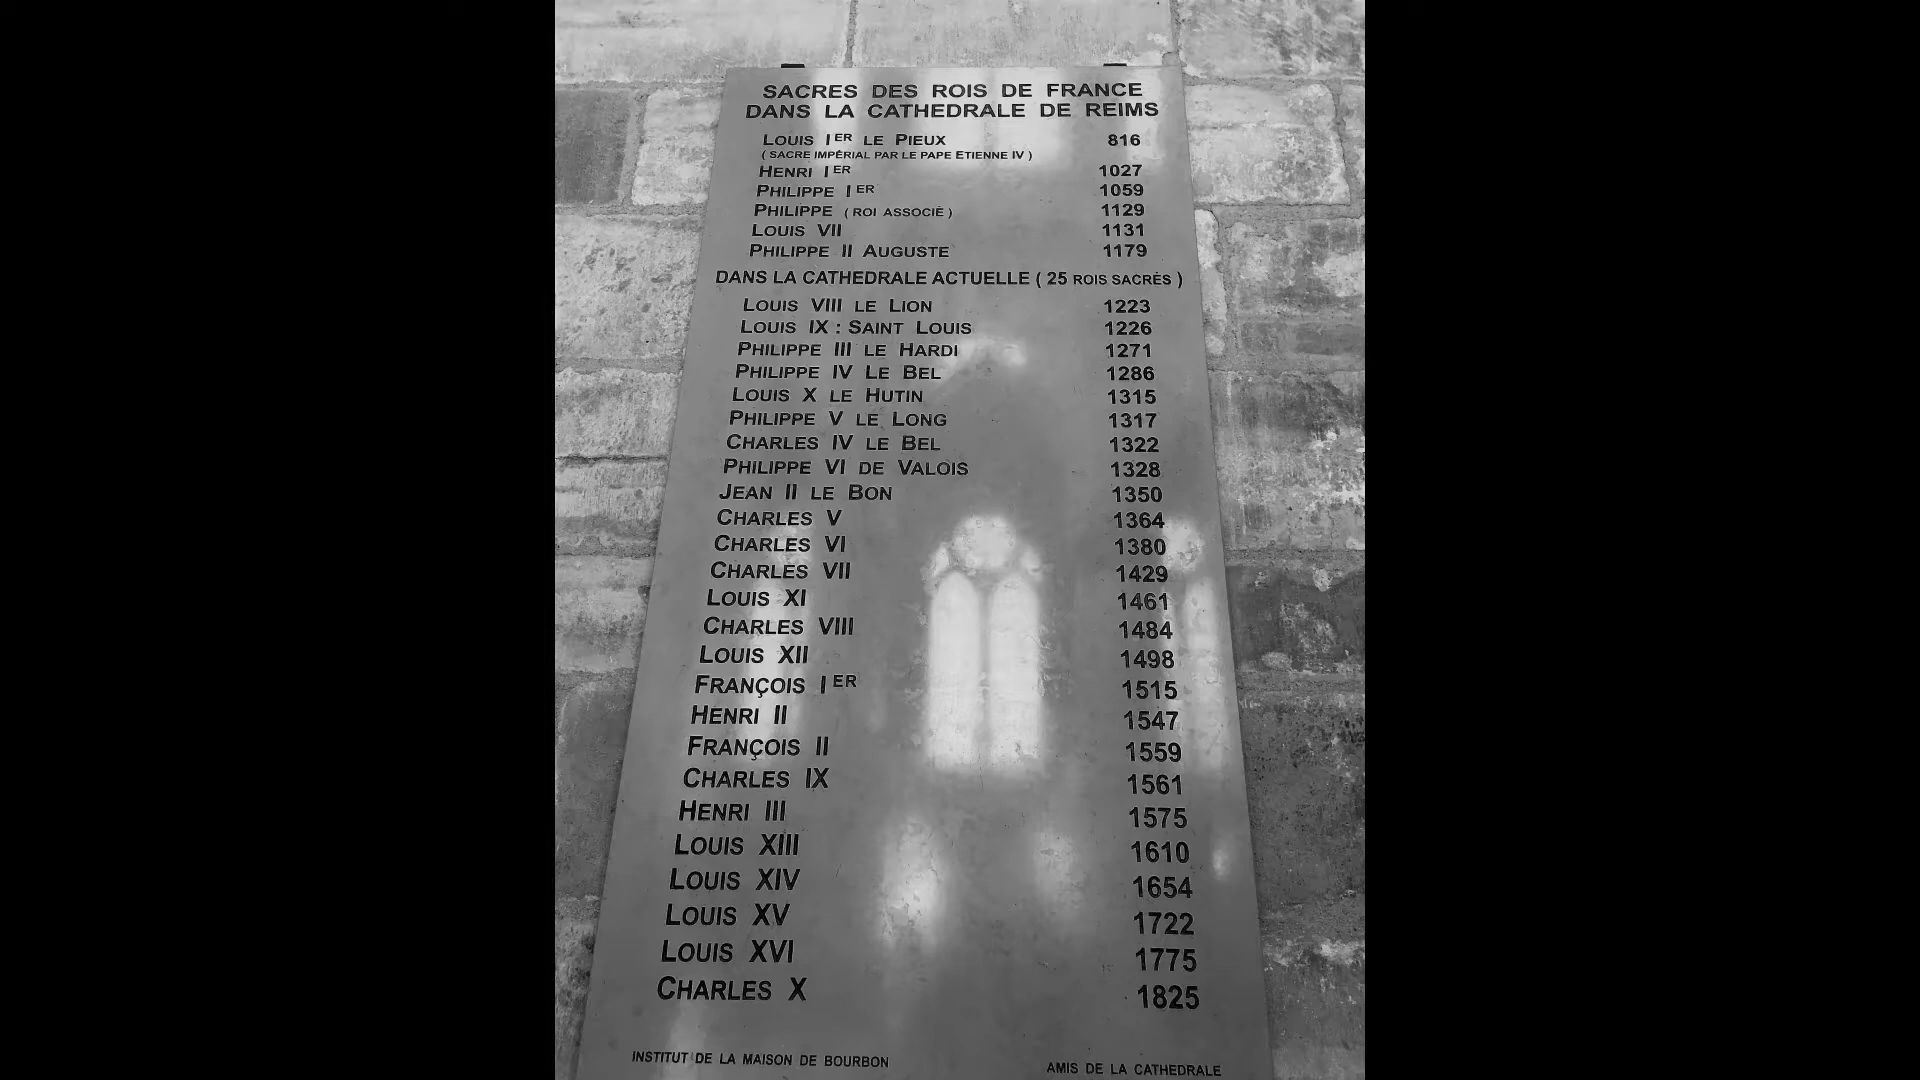 SACRES DES ROIS DE FRANCE
DANS LA CATHEDRALE DE REIMS
LOUIS IER LE PIEUX 816
( SACRE IMPÉRIAL PAR LE PAPE ETIENNE IV )
HENRI IER 1027
PHILIPPE IER 1059
PHILIPPE ( ROI ASSOCIÉ ) 1129
LOUIS VII 1131
PHILIPPE II AUGUSTE 1179
DANS LA CATHEDRALE ACTUELLE ( 25 ROIS SACRÉS )
LOUIS VIII LE LION 1223
LOUIS IX : SAINT LOUIS 1226
PHILIPPE III LE HARDI 1271
PHILIPPE IV LE BEL 1286
LOUIS X LE HUTIN 1315
PHILIPPE V LE LONG 1317
CHARLES IV LE BEL 1322
PHILIPPE VI DE VALOIS 1328
JEAN II LE BON 1350
CHARLES V 1364
CHARLES VI 1380
CHARLES VII 1429
LOUIS XI 1461
CHARLES VIII 1484
LOUIS XII 1498
FRANÇOIS IER 1515
HENRI II 1547
FRANÇOIS II 1559
CHARLES IX 1561
HENRI III 1575
LOUIS XIII 1610
LOUIS XIV 1654
LOUIS XV 1722
LOUIS XVI 1775
CHARLES X 1825
INSTITUT DE LA MAISON DE BOURBON AMIS DE LA CATHEDRALE